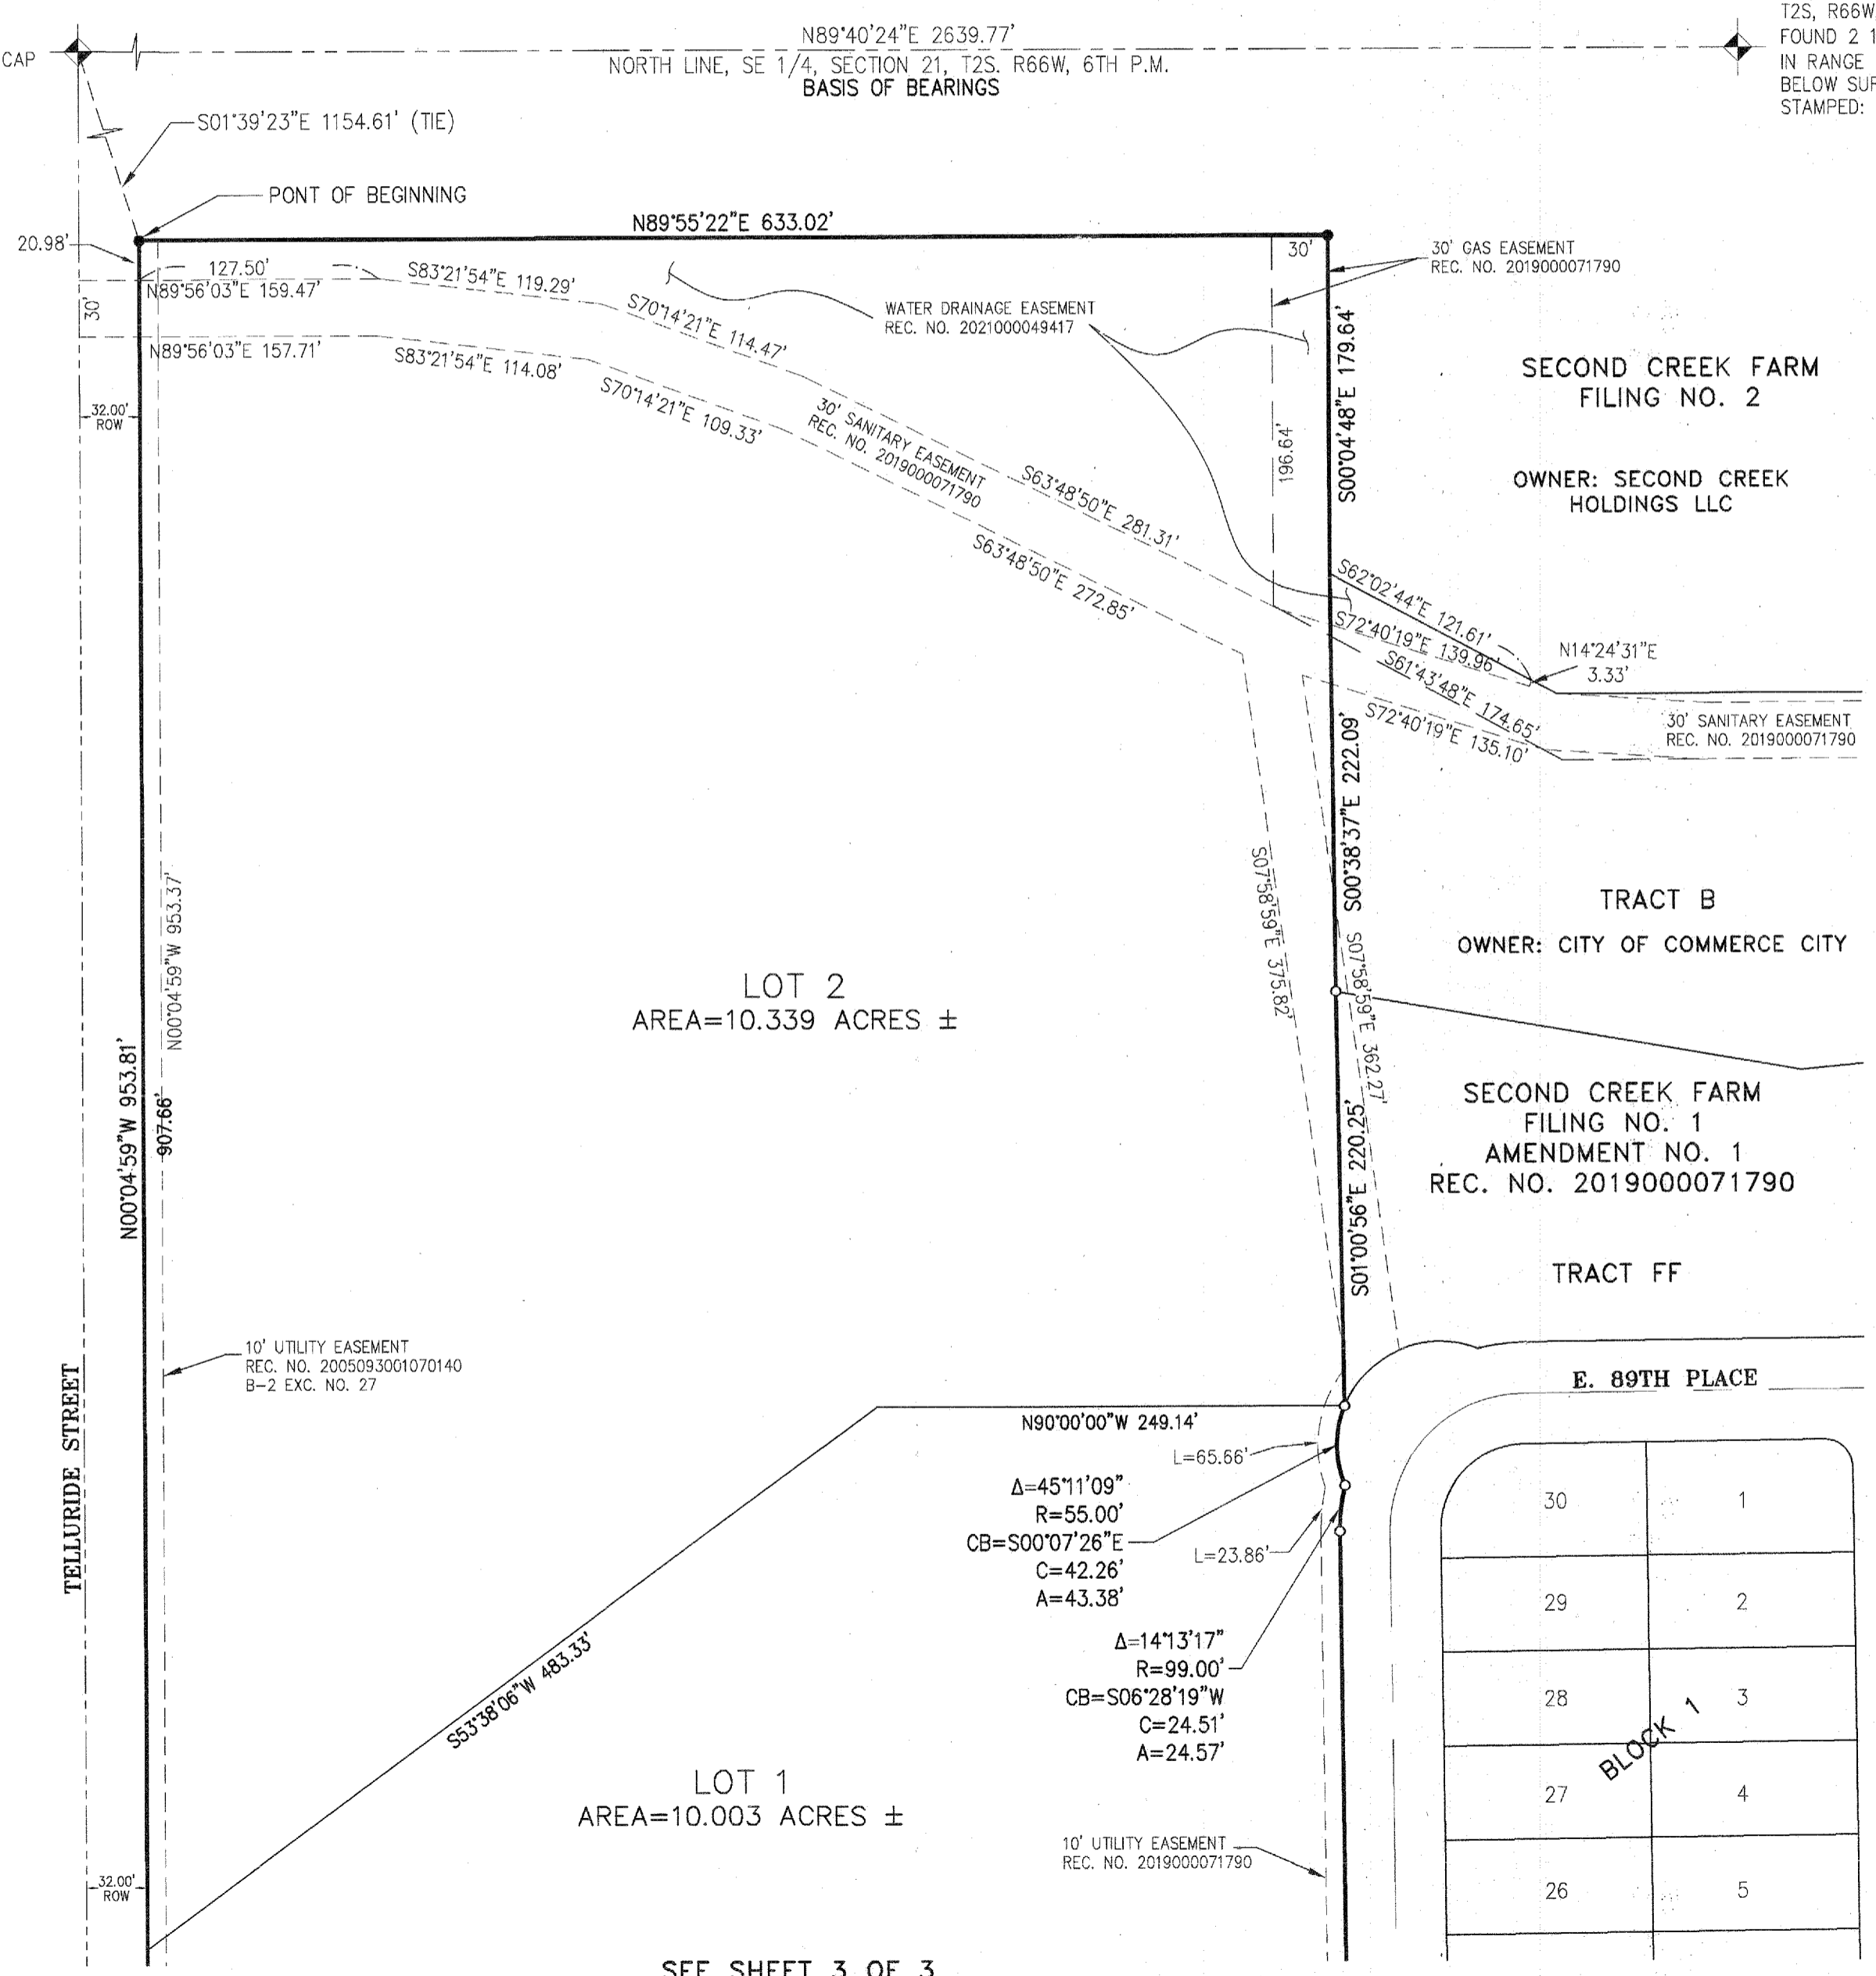 T2S, R66W
FOUND 2 1
IN RANGE
BELOW SUF
STAMPED:
CAP
N89°40'24"E 2639.77'
NORTH LINE, SE 1/4, SECTION 21, T2S. R66W, 6TH P.M.
BASIS OF BEARINGS
S01°39'23"E 1154.61' (TIE)
PONT OF BEGINNING
20.98'
N89°55'22"E 633.02'
30'
30' GAS EASEMENT
REC. NO. 2019000071790
127.50'
N89°56'03"E 159.47'
S83°21'54"E 119.29'
S70°14'21"E 114.47'
30'
N89°56'03"E 157.71'
S83°21'54"E 114.08'
S70°14'21"E 109.33'
WATER DRAINAGE EASEMENT
REC. NO. 2021000049417
30' SANITARY EASEMENT
REC. NO. 2019000071790
S63°48'50"E 281.31'
S63°48'50"E 272.85'
196.64'
S00°04'48"E 179.64'
SECOND CREEK FARM
FILING NO. 2
OWNER: SECOND CREEK
HOLDINGS LLC
32.00'
ROW
S62°02'44"E 121.61'
S72°40'19"E 139.96'
S61°43'48"E 174.65'
S72°40'19"E 135.10'
N14°24'31"E
3.33'
30' SANITARY EASEMENT
REC. NO. 2019000071790
S00°38'37"E 222.09'
S07°58'59"E 375.82'
S07°58'59"E 362.27'
TRACT B
OWNER: CITY OF COMMERCE CITY
N00°04'59"W 953.37'
N00°04'59"W 953.81'
907.66'
LOT 2
AREA=10.339 ACRES ±
S01°00'56"E 220.25'
SECOND CREEK FARM
FILING NO. 1
AMENDMENT NO. 1
REC. NO. 2019000071790
TRACT FF
10' UTILITY EASEMENT
REC. NO. 2005093001070140
B-2 EXC. NO. 27
TELLURIDE STREET
E. 89TH PLACE
N90°00'00"W 249.14'
L=65.66'
Δ=45°11'09"
R=55.00'
CB=S00°07'26"E
C=42.26'
A=43.38'
L=23.86'
Δ=14°13'17"
R=99.00'
CB=S06°28'19"W
C=24.51'
A=24.57'
S53°38'06"W 483.33'
30
1
29
2
28
3
BLOCK 1
27
4
26
5
LOT 1
AREA=10.003 ACRES ±
10' UTILITY EASEMENT
REC. NO. 2019000071790
32.00'
ROW
SEE SHEET 3 OF 3